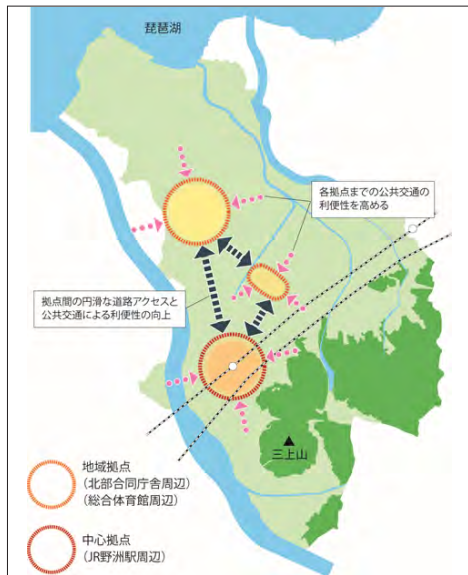 琵琶湖
各拠点までの公共交通の
利便性を高める
拠点間の円滑な道路アクセスと
公共交通による利便性の向上
三上山
地域拠点
(北部合同庁舎周辺)
(総合体育館周辺)
中心拠点
(JR野洲駅周辺)